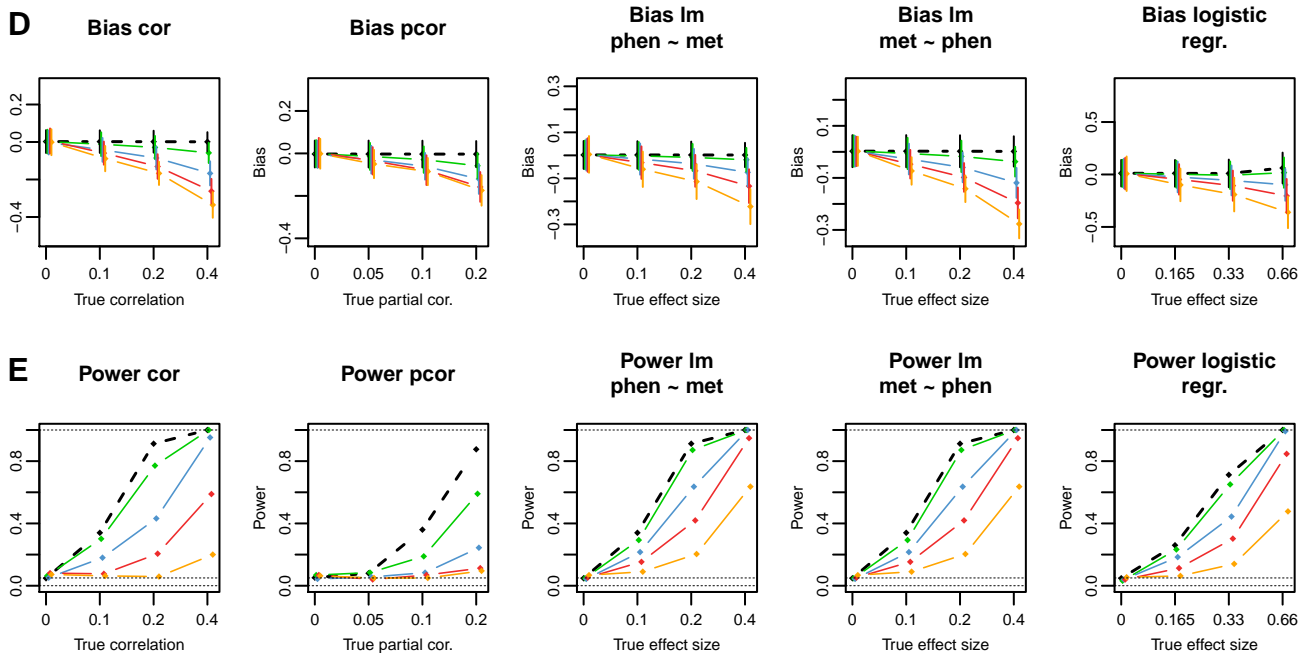 D
Bias cor
Bias pcor
Bias lm
phen ~ met
Bias lm
met ~ phen
Bias logistic
regr.
Bias
0.2
0.0
−0.4
0
0.1
0.2
0.4
True correlation
Bias
0.2
0.0
−0.4
0
0.05
0.1
0.2
True partial cor.
Bias
0.3
0.1
−0.1
−0.3
0
0.1
0.2
0.4
True effect size
Bias
0.1
−0.1
−0.3
0
0.1
0.2
0.4
True effect size
Bias
0.5
0.0
−0.5
0
0.165
0.33
0.66
True effect size
E
Power cor
Power pcor
Power lm
phen ~ met
Power lm
met ~ phen
Power logistic
regr.
Power
0.8
0.4
0.0
0
0.1
0.2
0.4
True correlation
Power
0.8
0.4
0.0
0
0.05
0.1
0.2
True partial cor.
Power
0.8
0.4
0.0
0
0.1
0.2
0.4
True effect size
Power
0.8
0.4
0.0
0
0.1
0.2
0.4
True effect size
Power
0.8
0.4
0.0
0
0.165
0.33
0.66
True effect size